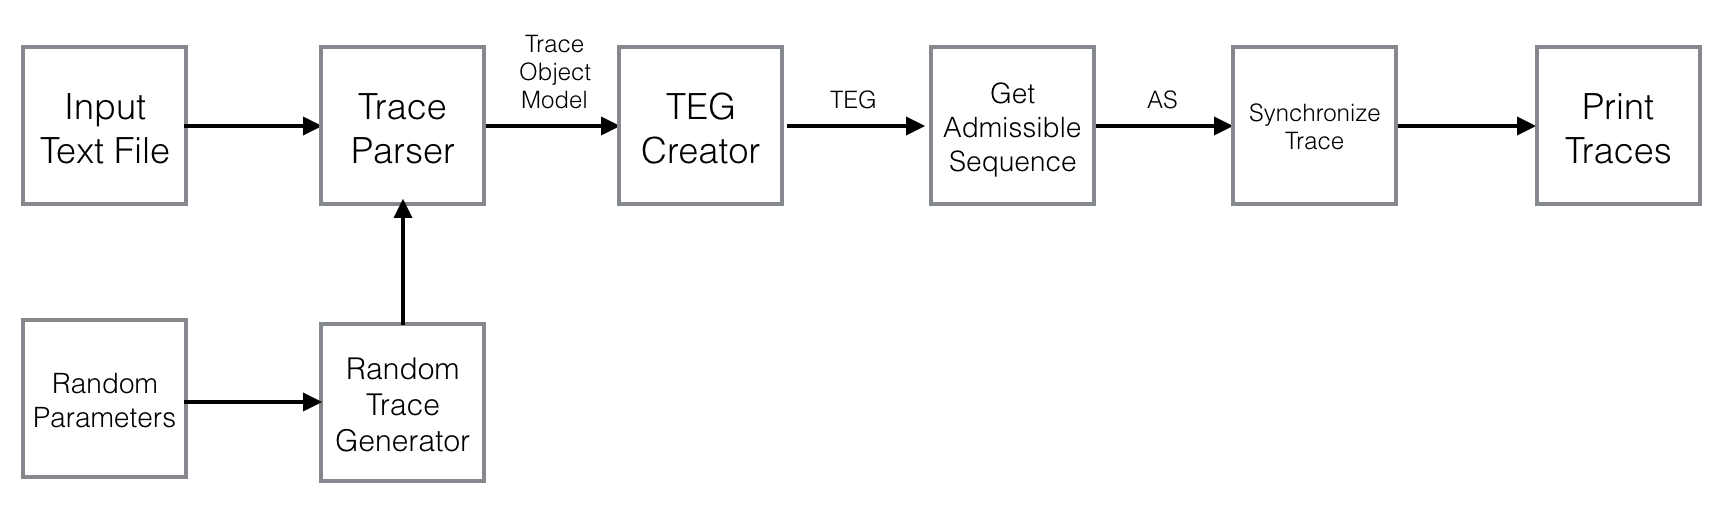 Input
Text File
Trace
Parser
Trace
Object
Model
TEG
Creator
TEG
Get
Admissible
Sequence
AS
Synchronize
Trace
Print
Traces
Random
Parameters
Random
Trace
Generator